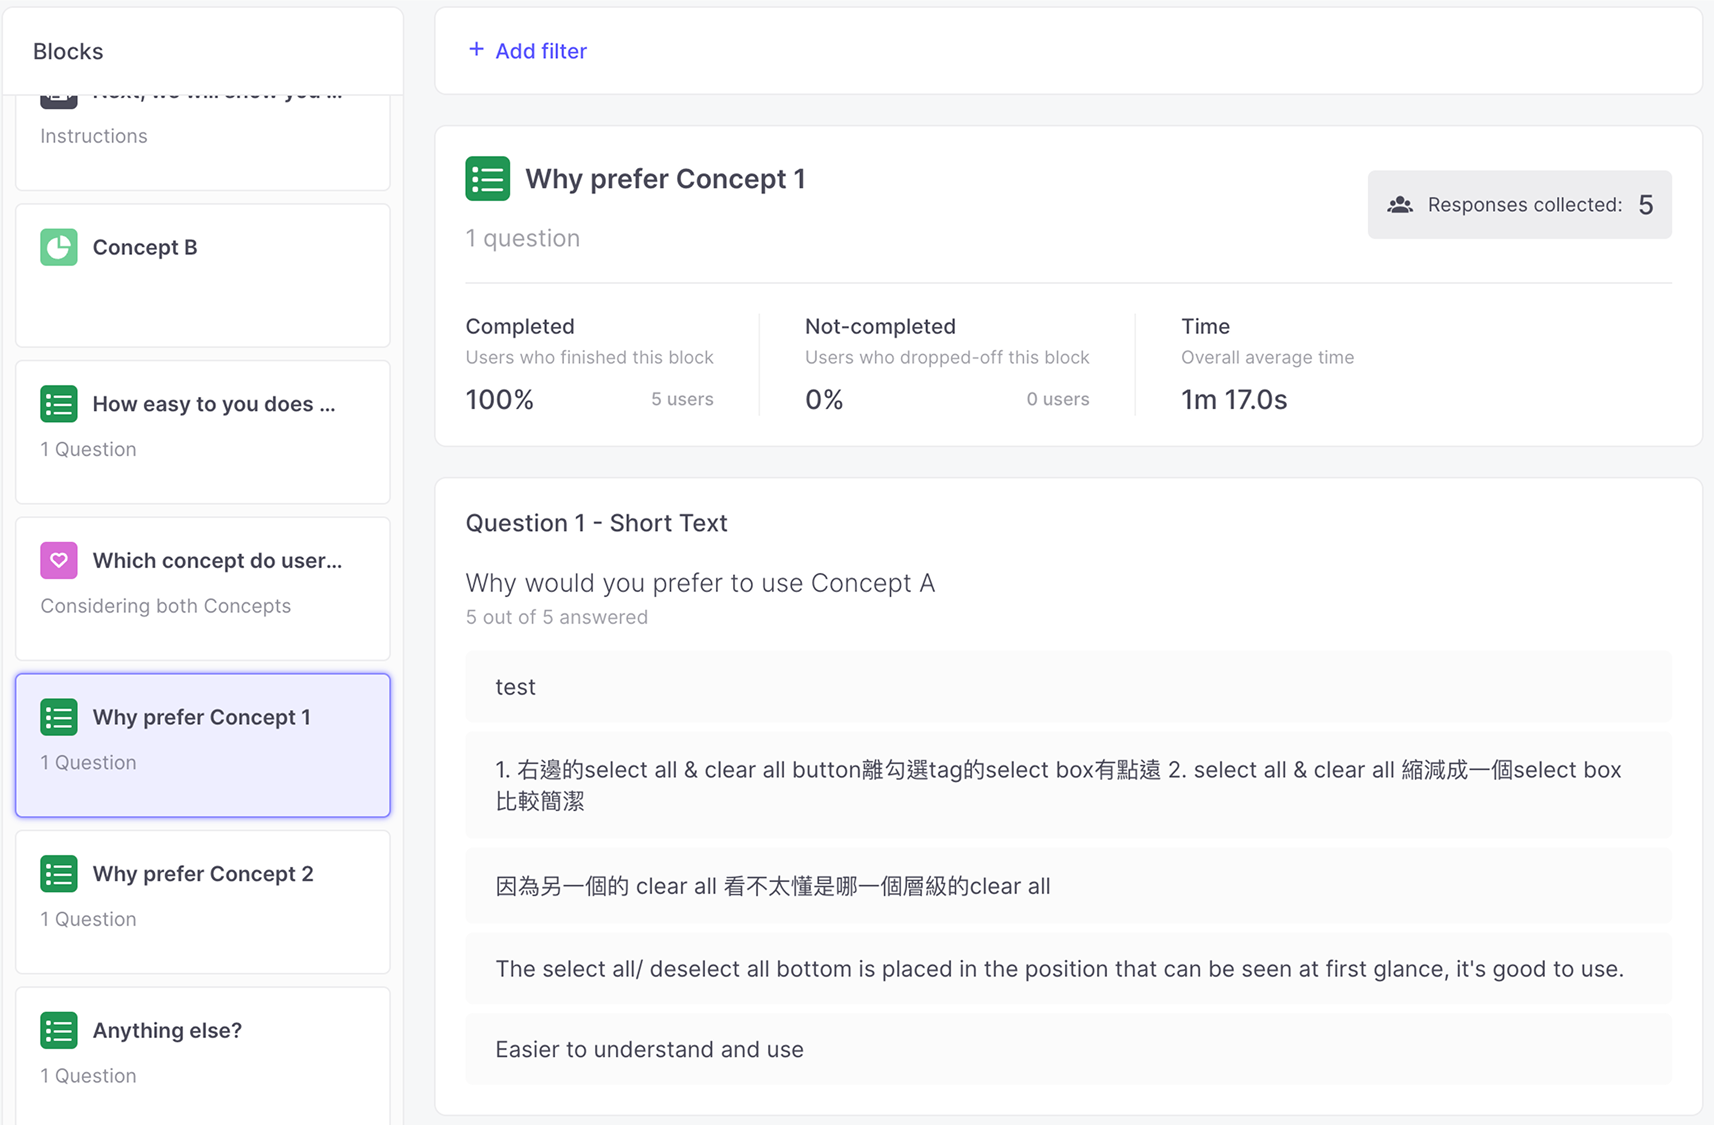 Blocks
Next, we will show you ...
Instructions
Concept B
How easy to you does ...
1 Question
Which concept do user...
Considering both Concepts
Why prefer Concept 1
1 Question
Why prefer Concept 2
1 Question
Anything else?
1 Question
+ Add filter
Why prefer Concept 1
1 question
Responses collected: 5
Completed
Users who finished this block
100% 5 users
Not-completed
Users who dropped-off this block
0% 0 users
Time
Overall average time
1m 17.0s
Question 1 - Short Text
Why would you prefer to use Concept A
5 out of 5 answered
test
1. 右邊的select all & clear all button離勾選tag的select box有點遠 2. select all & clear all 縮減成一個select box
比較簡潔
因為另一個的 clear all 看不太懂是哪一個層級的clear all
The select all/ deselect all bottom is placed in the position that can be seen at first glance, it's good to use.
Easier to understand and use